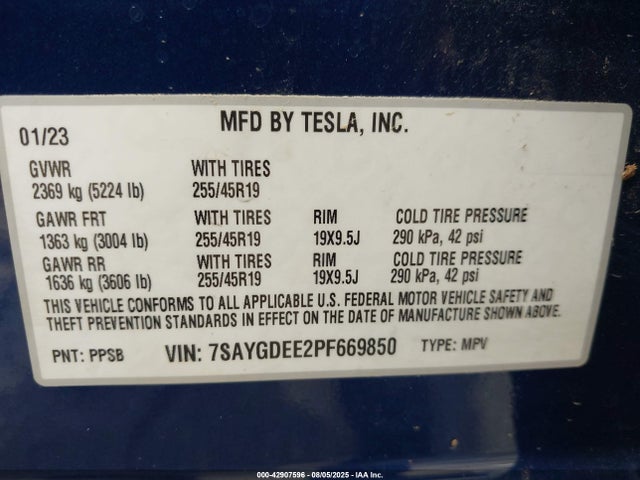 MFD BY TESLA, INC.
01/23
GVWR WITH TIRES
2369 kg (5224 lb) 255/45R19
GAWR FRT WITH TIRES RIM COLD TIRE PRESSURE
1363 kg (3004 lb) 255/45R19 19X9.5J 290 kPa, 42 psi
GAWR RR WITH TIRES RIM COLD TIRE PRESSURE
1636 kg (3606 lb) 255/45R19 19X9.5J 290 kPa, 42 psi
THIS VEHICLE CONFORMS TO ALL APPLICABLE U.S. FEDERAL MOTOR VEHICLE SAFETY AND
THEFT PREVENTION STANDARDS IN EFFECT ON THE DATE OF MANUFACTURE SHOWN ABOVE.
PNT: PPSB VIN: 7SAYGDEE2PF669850 TYPE: MPV
000-42907596 - 08/05/2025 - IAA Inc.